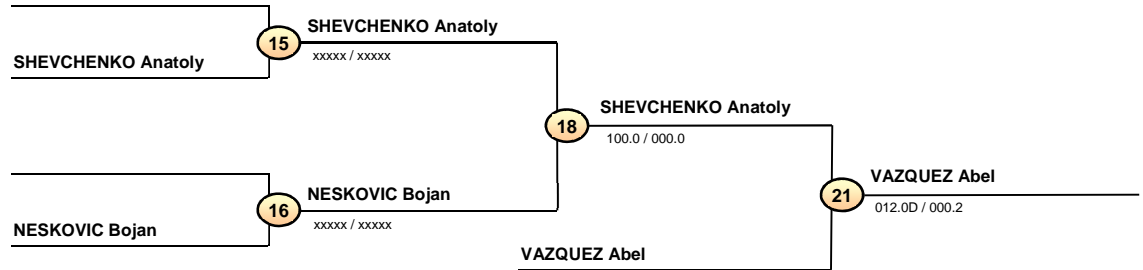 SHEVCHENKO Anatoly
15
xxxxx / xxxxx
SHEVCHENKO Anatoly
SHEVCHENKO Anatoly
18
100.0 / 000.0
VAZQUEZ Abel
21
012.0D / 000.2
NESKOVIC Bojan
16
xxxxx / xxxxx
NESKOVIC Bojan
VAZQUEZ Abel